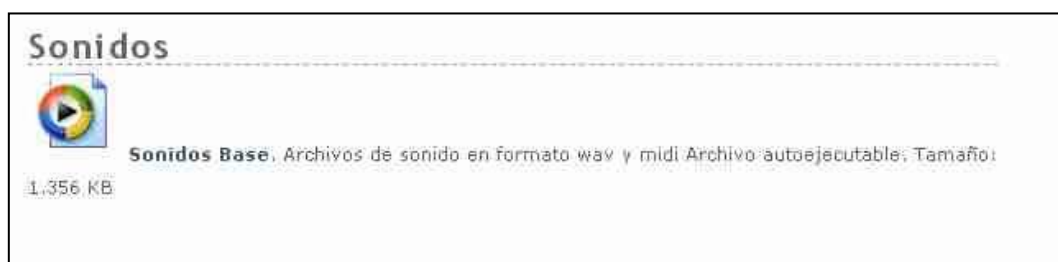 Sonidos
Sonidos Base. Archivos de sonido en formato wav y midi Archivo autoejecutable. Tamaño:
1.356 KB